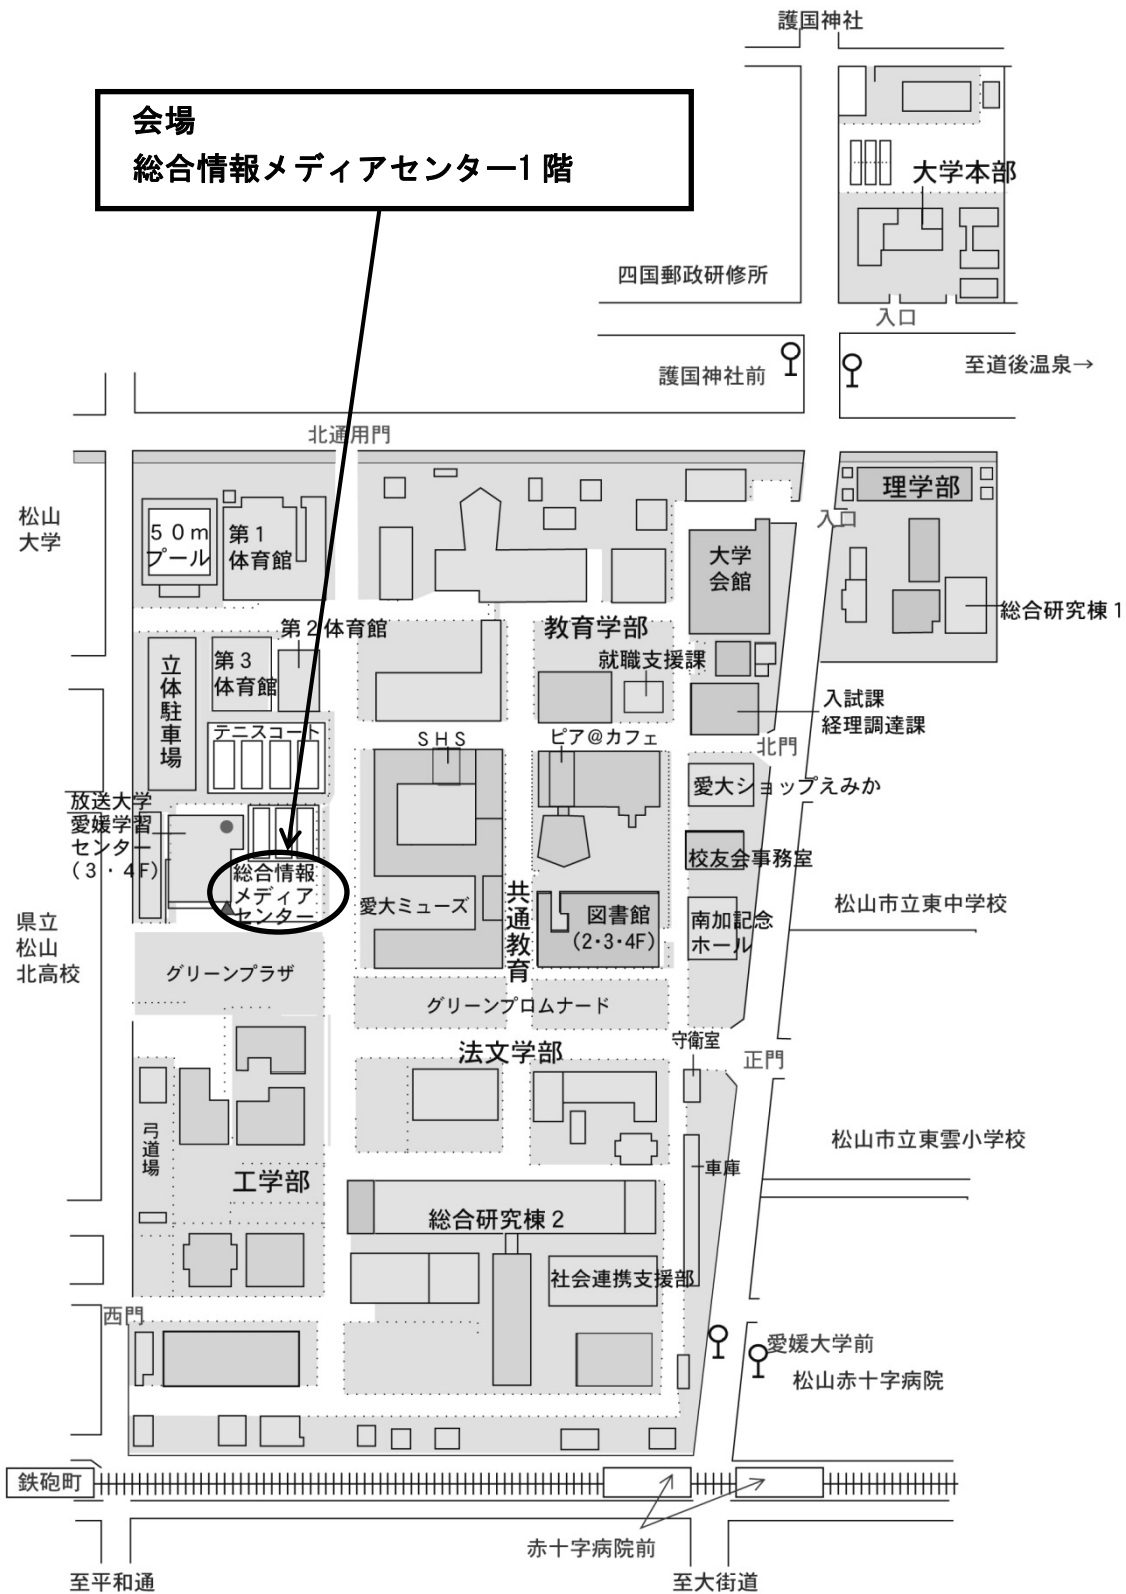 護国神社
会場
総合情報メディアセンター1階
大学本部
四国郵政研修所
入口
護国神社前
至道後温泉→
北通用門
松山
大学
50m
プール
第1
体育館
大学
会館
理学部
入口
総合研究棟1
第2体育館
教育学部
就職支援課
立体駐車場
第3
体育館
入試課
経理調達課
テニスコート
SHS
ピア@カフェ
北門
愛大ショップえみか
放送大学
愛媛学習
センター
(3・4F)
校友会事務室
総合情報
メディア
センター
愛大ミューズ
共通教育
図書館
(2・3・4F)
南加記念
ホール
松山市立東中学校
県立
松山
北高校
グリーンプラザ
グリーンプロムナード
法文学部
守衛室
正門
弓道場
松山市立東雲小学校
車庫
工学部
総合研究棟2
社会連携支援部
西門
愛媛大学前
松山赤十字病院
鉄砲町
赤十字病院前
至平和通
至大街道